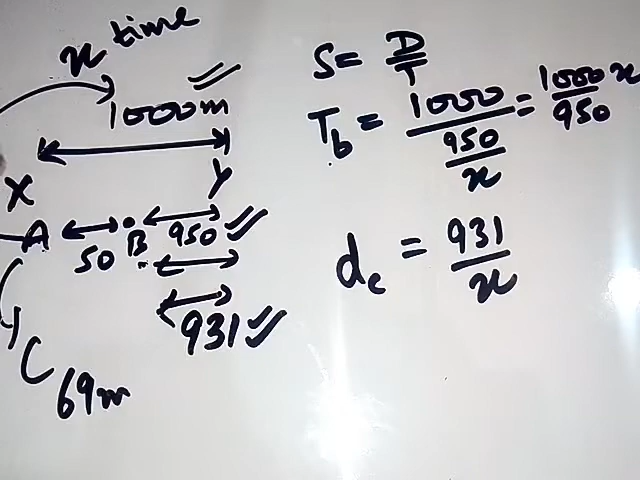 x time
1000m
X Y
A 50 B 950
931
C 69m
S = D/T
T_b = 1000/(950/x) = 1000x/950
d_c = 931/x